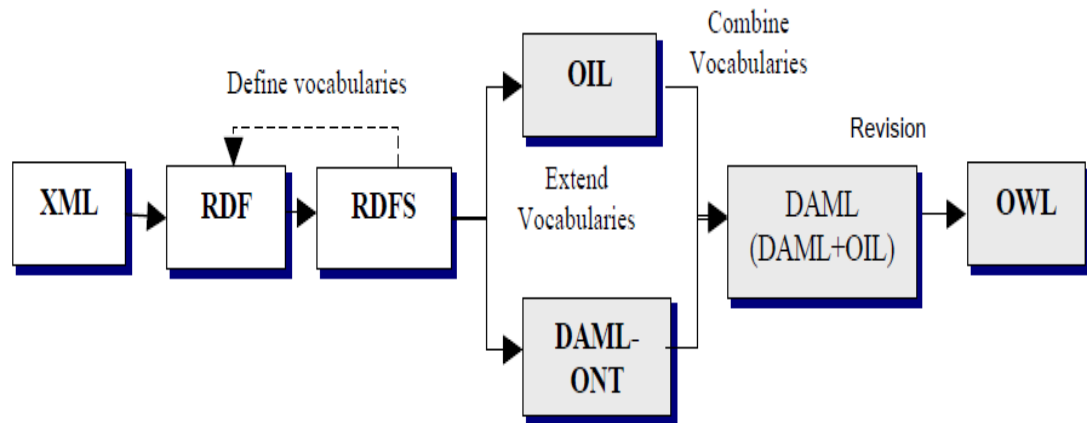 Combine
Vocabularies
OIL
Define vocabularies
Revision
XML
RDF
RDFS
Extend
Vocabularies
DAML
(DAML+OIL)
OWL
DAML-
ONT